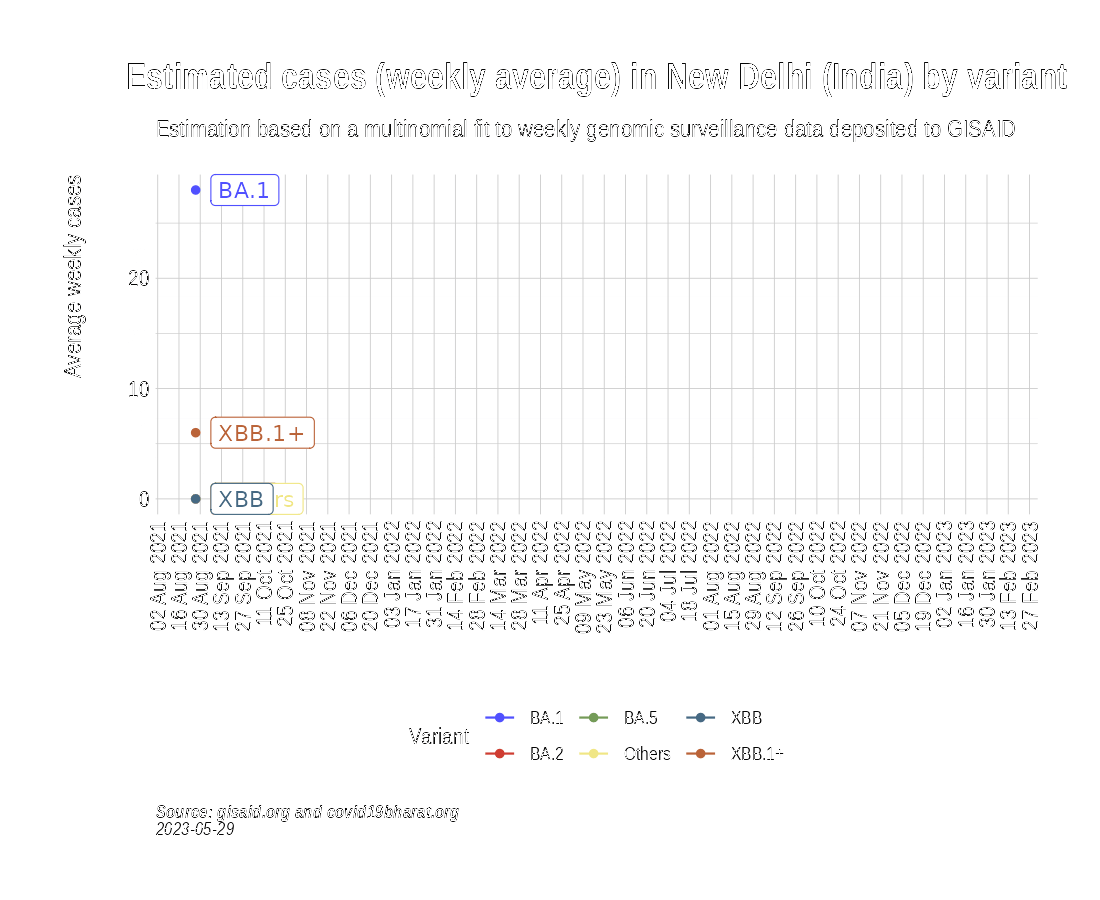 Estimated cases (weekly average) in New Delhi (India) by variant
Estimation based on a multinomial fit to weekly genomic surveillance data deposited to GISAID
Average weekly cases
20
10
0
BA.1
XBB.1+
XBB
rs
02 Aug 2021
16 Aug 2021
30 Aug 2021
13 Sep 2021
27 Sep 2021
11 Oct 2021
25 Oct 2021
08 Nov 2021
22 Nov 2021
06 Dec 2021
20 Dec 2021
03 Jan 2022
17 Jan 2022
31 Jan 2022
14 Feb 2022
28 Feb 2022
14 Mar 2022
28 Mar 2022
11 Apr 2022
25 Apr 2022
09 May 2022
23 May 2022
06 Jun 2022
20 Jun 2022
04 Jul 2022
18 Jul 2022
01 Aug 2022
15 Aug 2022
29 Aug 2022
12 Sep 2022
26 Sep 2022
10 Oct 2022
24 Oct 2022
07 Nov 2022
21 Nov 2022
05 Dec 2022
19 Dec 2022
02 Jan 2023
16 Jan 2023
30 Jan 2023
13 Feb 2023
27 Feb 2023
Variant
BA.1
BA.5
XBB
BA.2
Others
XBB.1+
Source: gisaid.org and covid19bharat.org
2023-05-29